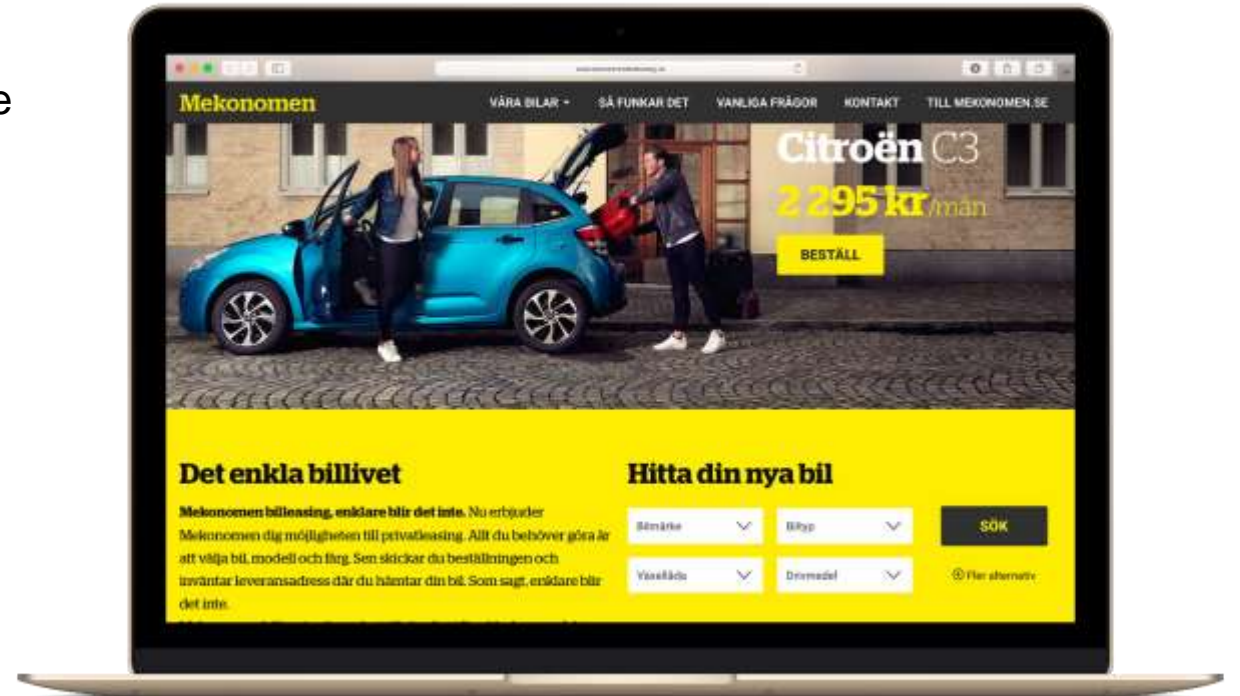 e
Mekonomen
VÅRA BILAR
SÅ FUNKAR DET
VANLIGA FRÅGOR
KONTAKT
TILL MEKONOMEN.SE
Citroën C3
2 295 kr/mån
BESTÄLL
Det enkla billivet
Mekonomen billeasing, enklare blir det inte. Nu erbjuder
Mekonomen dig möjligheten till privatleasing. Allt du behöver göra är
att välja bil, modell och färg. Sen skickar du beställningen och
inväntar leveransadress där du hämtar din bil. Som sagt, enklare blir
det inte.
Hitta din nya bil
Bilmärke
Biltyp
SÖK
Växellåda
Drivmedel
Fler alternativ